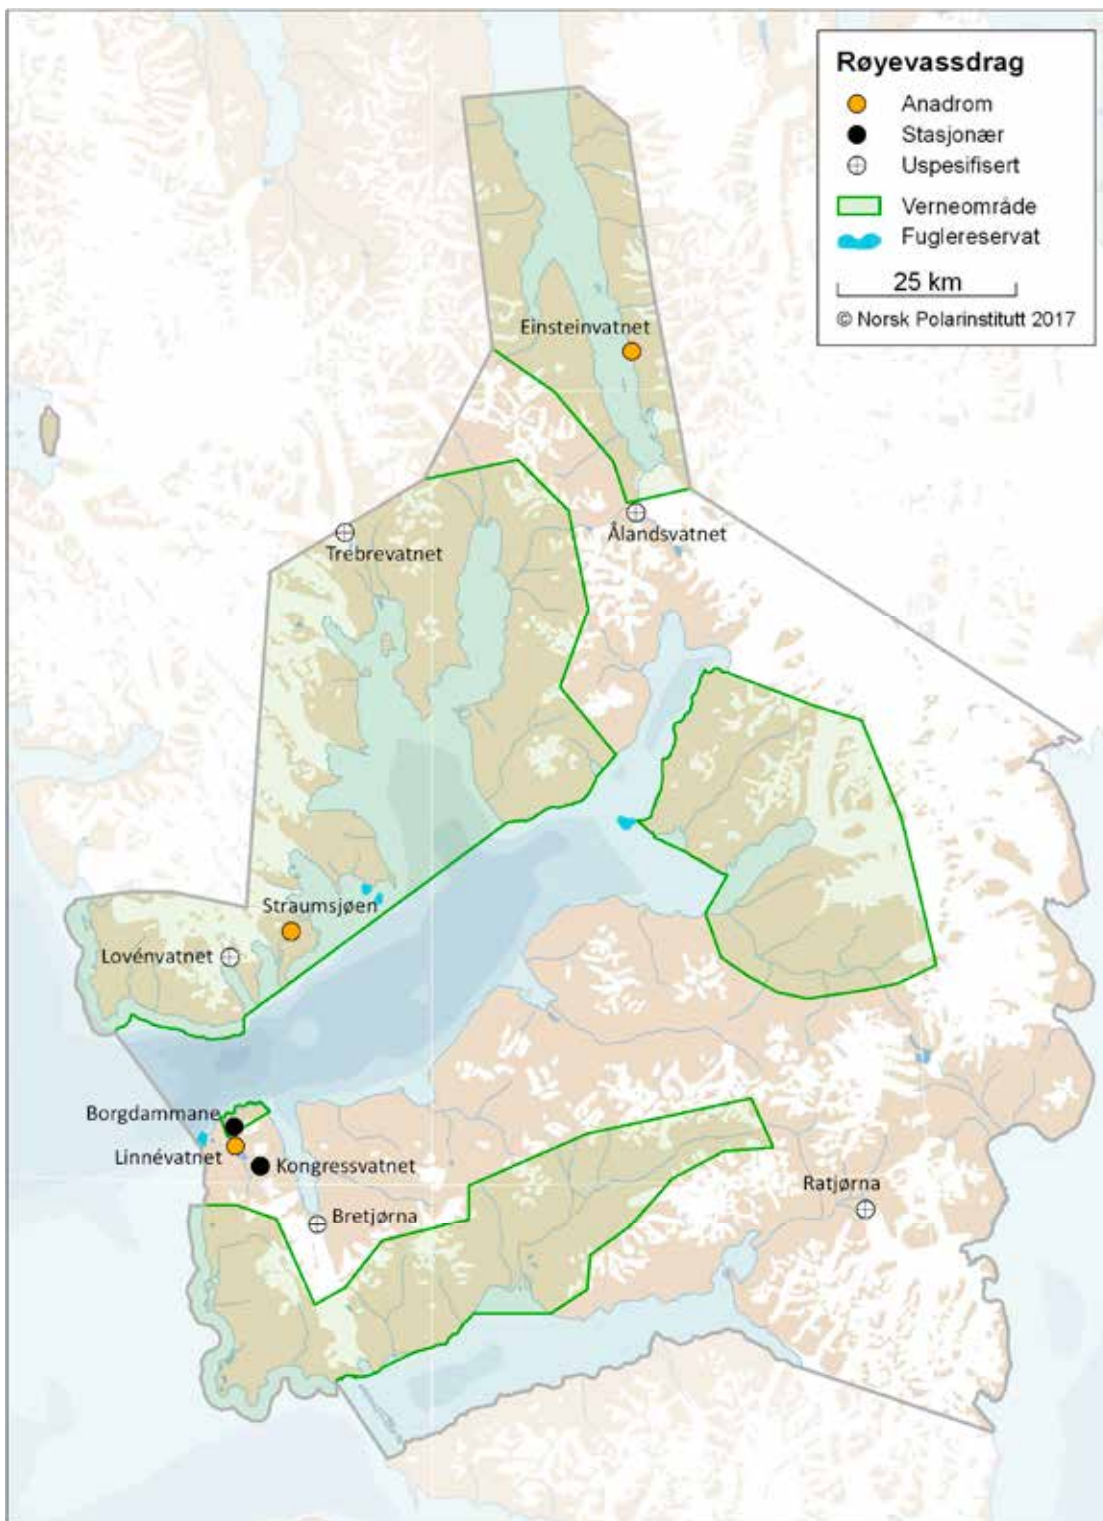 Røyevassdrag
Anadrom
Stasjonær
Uspesifisert
Verneområde
Fuglereservat
25 km
© Norsk Polarinstitutt 2017
Einsteinvatnet
Ålandsvatnet
Trebrevatnet
Straumsjøen
Lovénvatnet
Borgdammane
Linnévatnet
Kongressvatnet
Bretjørna
Ratjørna